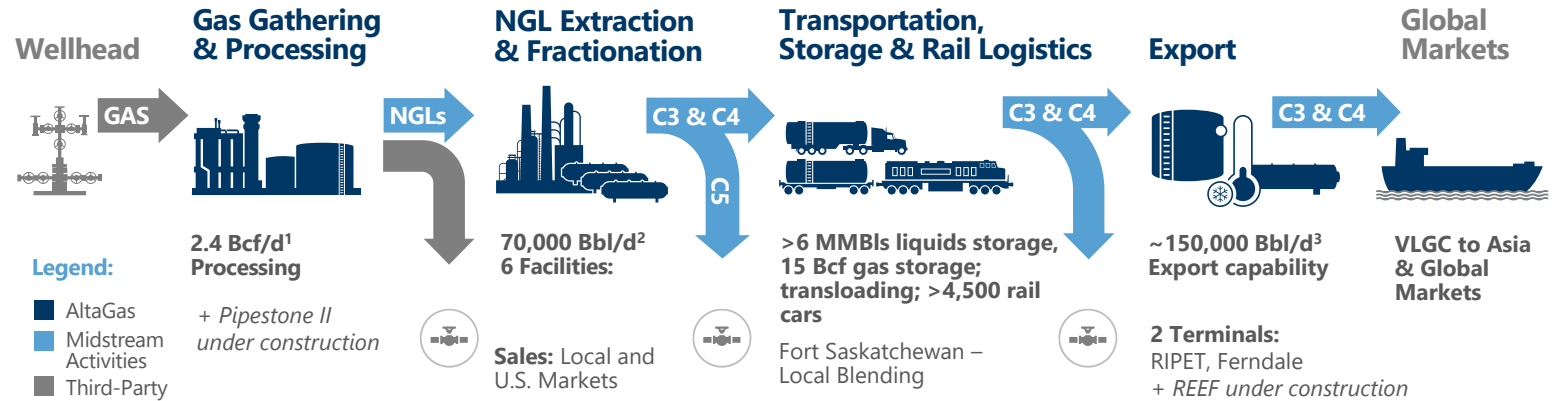 Wellhead
GAS
Gas Gathering
& Processing
NGLs
2.4 Bcf/d1
Processing
+ Pipestone II
under construction
NGL Extraction
& Fractionation
C3 & C4
C5
70,000 Bbl/d2
6 Facilities:
Sales: Local and
U.S. Markets
Transportation,
Storage & Rail Logistics
C3 & C4
>6 MMBls liquids storage,
15 Bcf gas storage;
transloading; >4,500 rail
cars
Fort Saskatchewan –
Local Blending
Export
C3 & C4
~150,000 Bbl/d3
Export capability
2 Terminals:
RIPET, Ferndale
+ REEF under construction
Global
Markets
VLGC to Asia
& Global
Markets
Legend:
AltaGas
Midstream
Activities
Third-Party